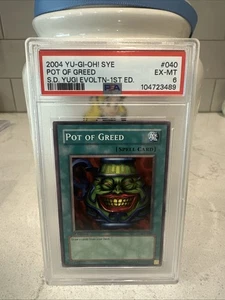 2004 YU-GI-OH! SYE #040
POT OF GREED EX-MT
S.D. YUGI EVOLTN-1ST ED. 6
PSA 104723489
POT OF GREED
[SPELL CARD]